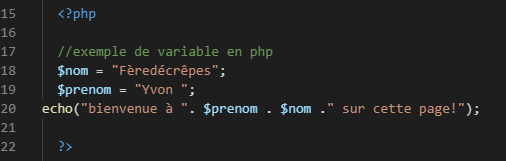 15 <?php
16
17 //exemple de variable en php
18 $nom = "Fèredécrêpes";
19 $prenom = "Yvon ";
20 echo("bienvenue à ". $prenom . $nom ." sur cette page!");
21
22 ?>